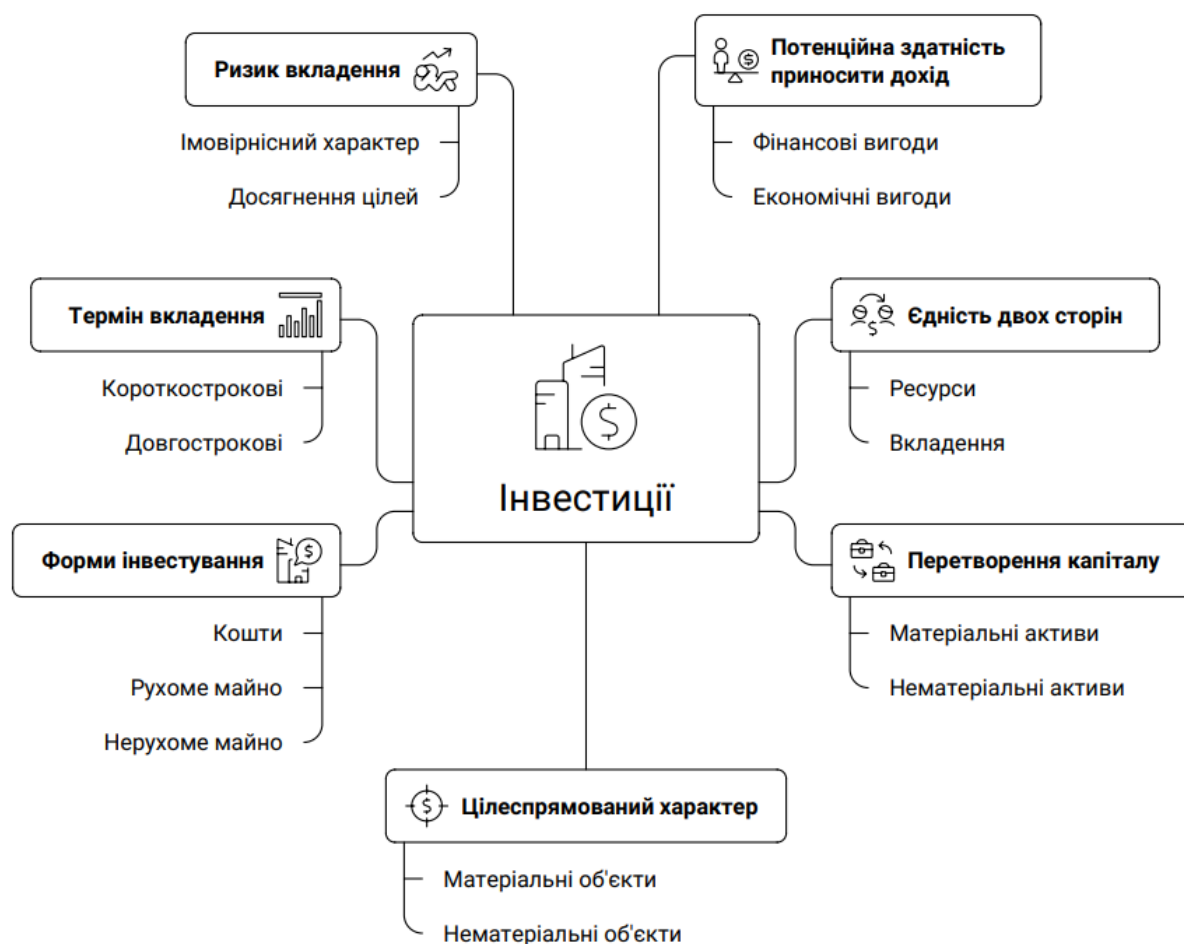 Ризик вкладення
Імовірнісний характер
Досягнення цілей
Потенційна здатність
приносити дохід
Фінансові вигоди
Економічні вигоди
Термін вкладення
Короткострокові
Довгострокові
Єдність двох сторін
Ресурси
Вкладення
Інвестиції
Форми інвестування
Кошти
Рухоме майно
Нерухоме майно
Перетворення капіталу
Матеріальні активи
Нематеріальні активи
Цілеспрямований характер
Матеріальні об'єкти
Нематеріальні об'єкти